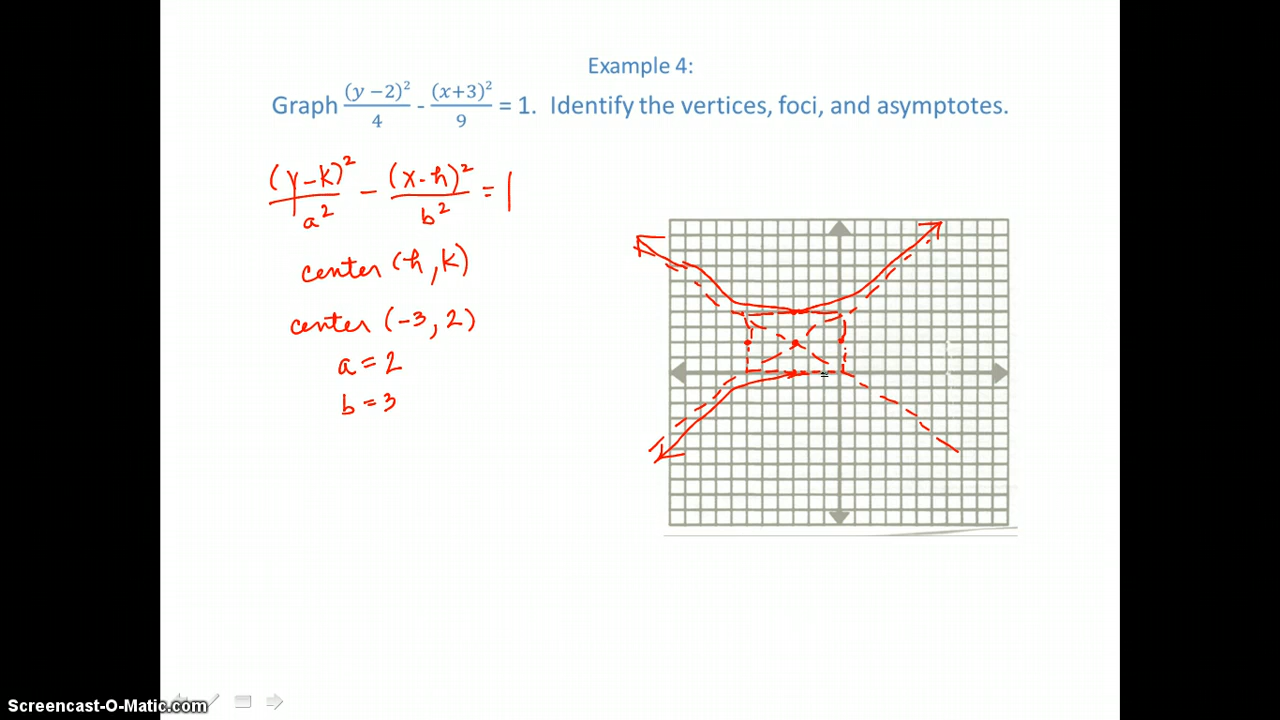 Example 4:
Graph (y −2)²/4 - (x+3)²/9 = 1. Identify the vertices, foci, and asymptotes.
(y-k)²/a² - (x-h)²/b² = 1
center (h, k)
center (-3, 2)
a = 2
b = 3
Screencast-O-Matic.com